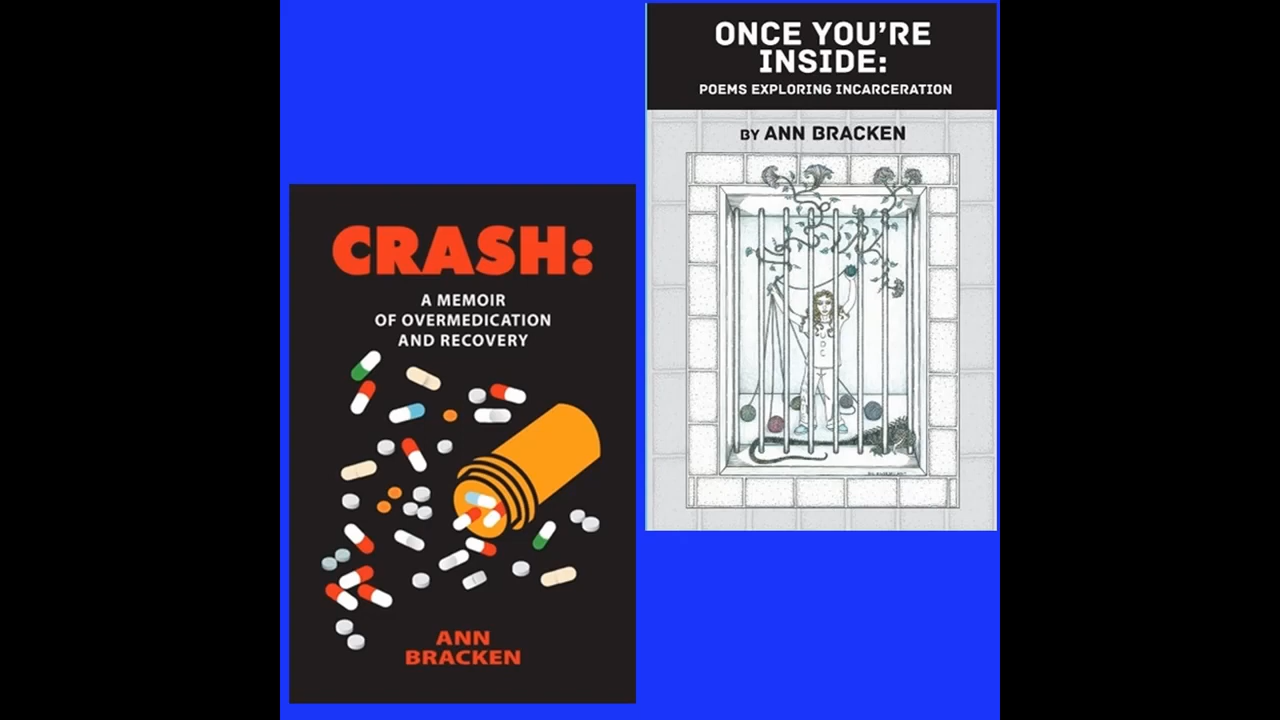 CRASH:
A MEMOIR
OF OVERMEDICATION
AND RECOVERY
ANN
BRACKEN
ONCE YOU'RE
INSIDE:
POEMS EXPLORING INCARCERATION
BY ANN BRACKEN